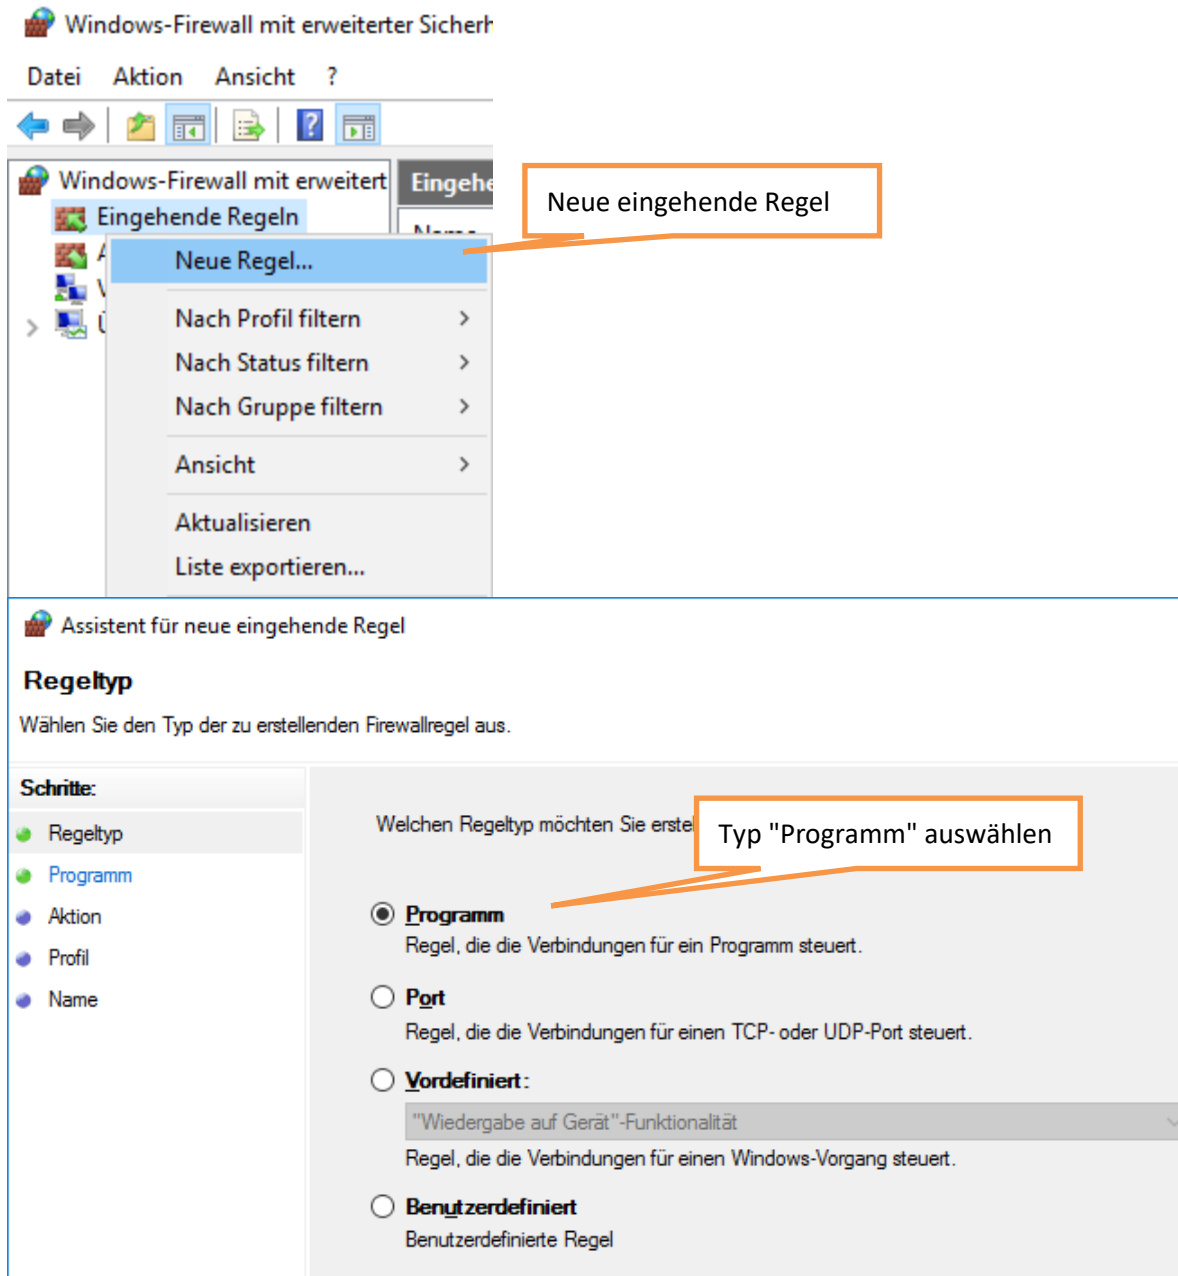 Windows-Firewall mit erweiterter Sicherh
Datei Aktion Ansicht ?
Windows-Firewall mit erweitert
Eingehe
Neue eingehende Regel
Eingehende Regeln
Name
Neue Regel...
Nach Profil filtern
Nach Status filtern
Nach Gruppe filtern
Ansicht
Aktualisieren
Liste exportieren...
Assistent für neue eingehende Regel
Regeltyp
Wählen Sie den Typ der zu erstellenden Firewallregel aus.
Schritte:
Regeltyp
Programm
Aktion
Profil
Name
Welchen Regeltyp möchten Sie erstel
Typ "Programm" auswählen
Programm
Regel, die die Verbindungen für ein Programm steuert.
Port
Regel, die die Verbindungen für einen TCP- oder UDP-Port steuert.
Vordefiniert:
"Wiedergabe auf Gerät"-Funktionalität
Regel, die die Verbindungen für einen Windows-Vorgang steuert.
Benutzerdefiniert
Benutzerdefinierte Regel